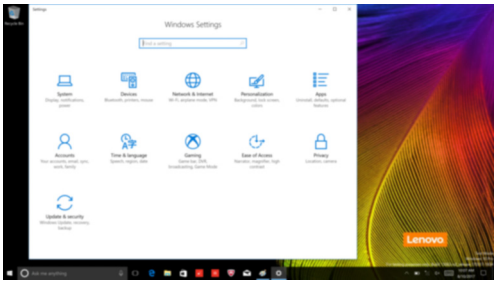 Recycle Bin
Settings
Windows Settings
Find a setting
System
Display, notifications,
power
Devices
Bluetooth, printers, mouse
Network & Internet
Wi-Fi, airplane mode, VPN
Personalization
Background, lock screen,
colors
Apps
Uninstall, defaults, optional
features
Accounts
Your accounts, email, sync,
work, family
Time & language
Speech, region, date
Gaming
Game bar, DVR,
broadcasting, Game Mode
Ease of Access
Narrator, magnifier, high
contrast
Privacy
Location, camera
Update & security
Windows Update, recovery,
backup
Lenovo
Ask me anything